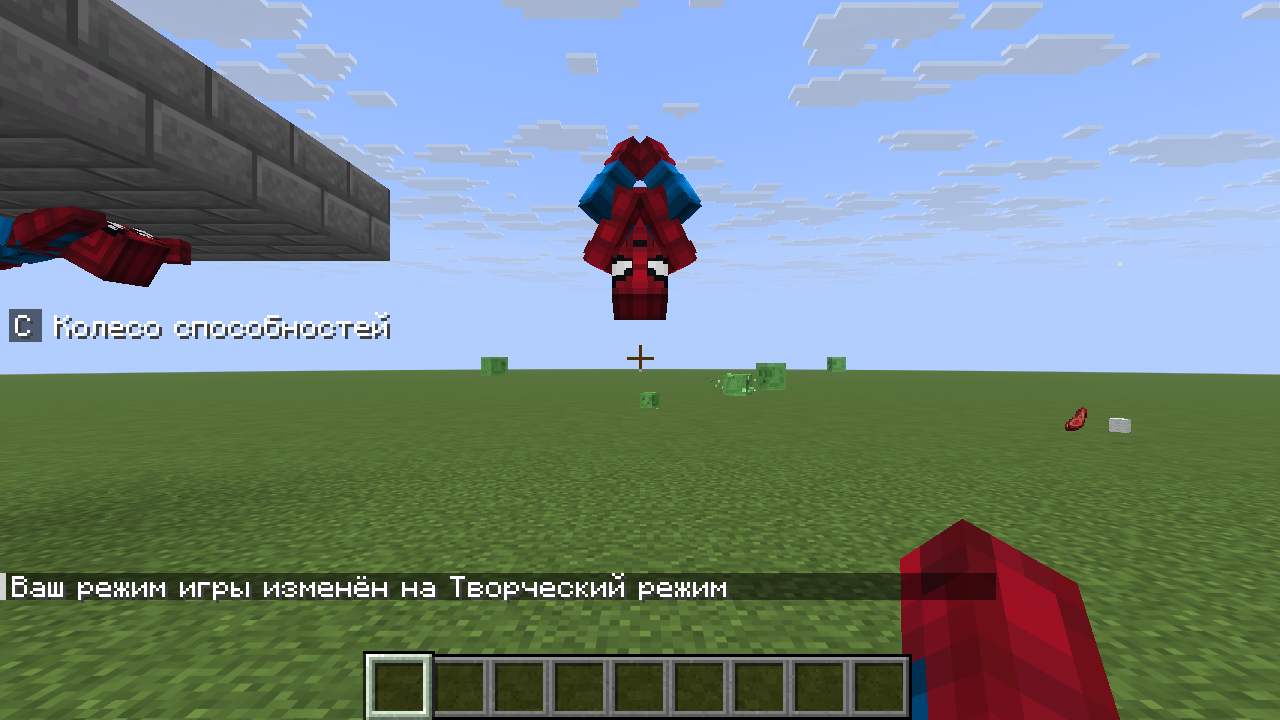 C Колесо способностей
Ваш режим игры изменён на Творческий режим